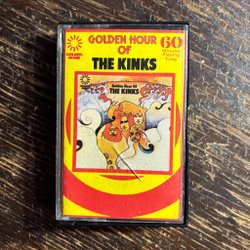 GOLDEN HOUR
OF
THE KINKS
60
Minutes
Playing
Time
GOLDEN HOUR
Golden Hour Of
THE KINKS